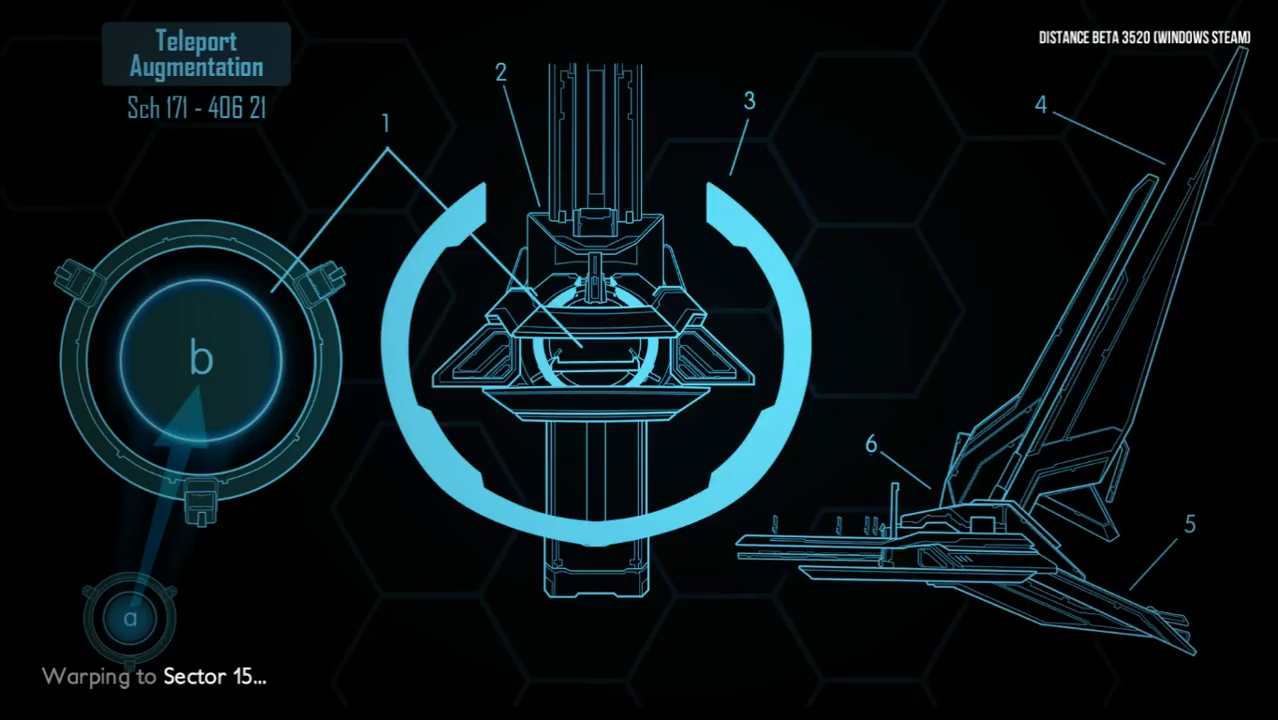 Teleport
Augmentation
Sch 171 - 406 21
DISTANCE BETA 3520 (WINDOWS STEAM)
1
2
3
4
b
6
5
a
Warping to Sector 15...